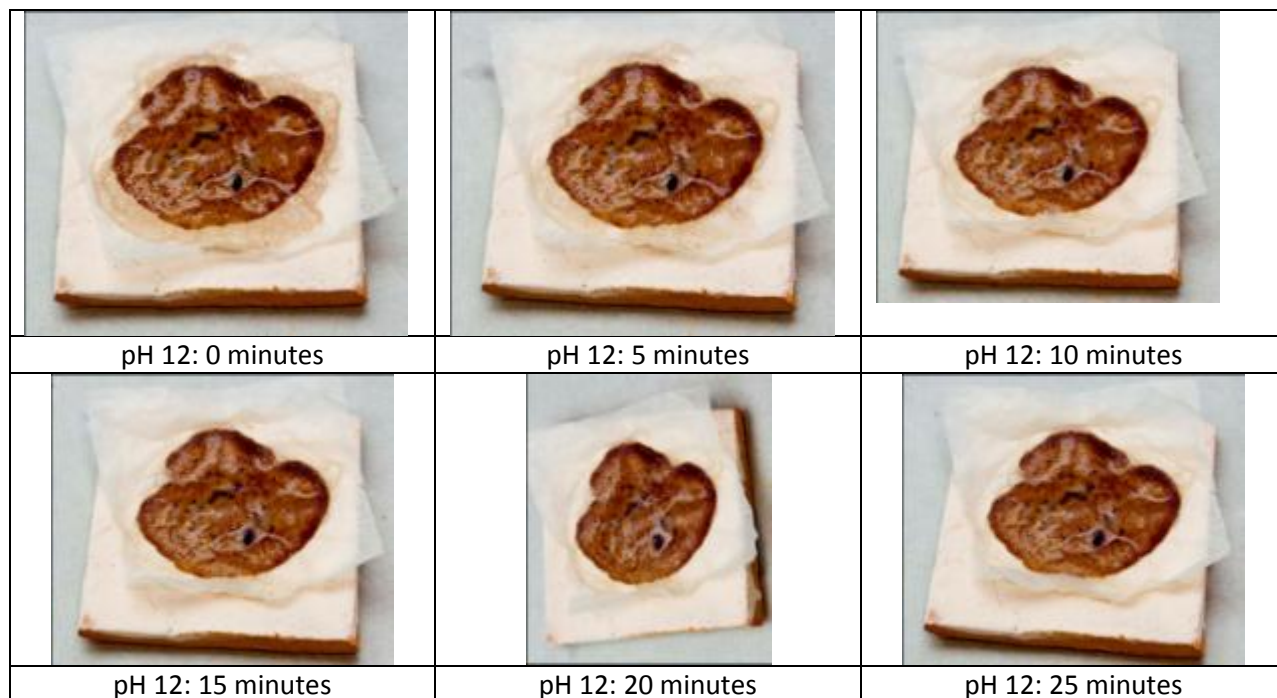 pH 12: 0 minutes
pH 12: 5 minutes
pH 12: 10 minutes
pH 12: 15 minutes
pH 12: 20 minutes
pH 12: 25 minutes